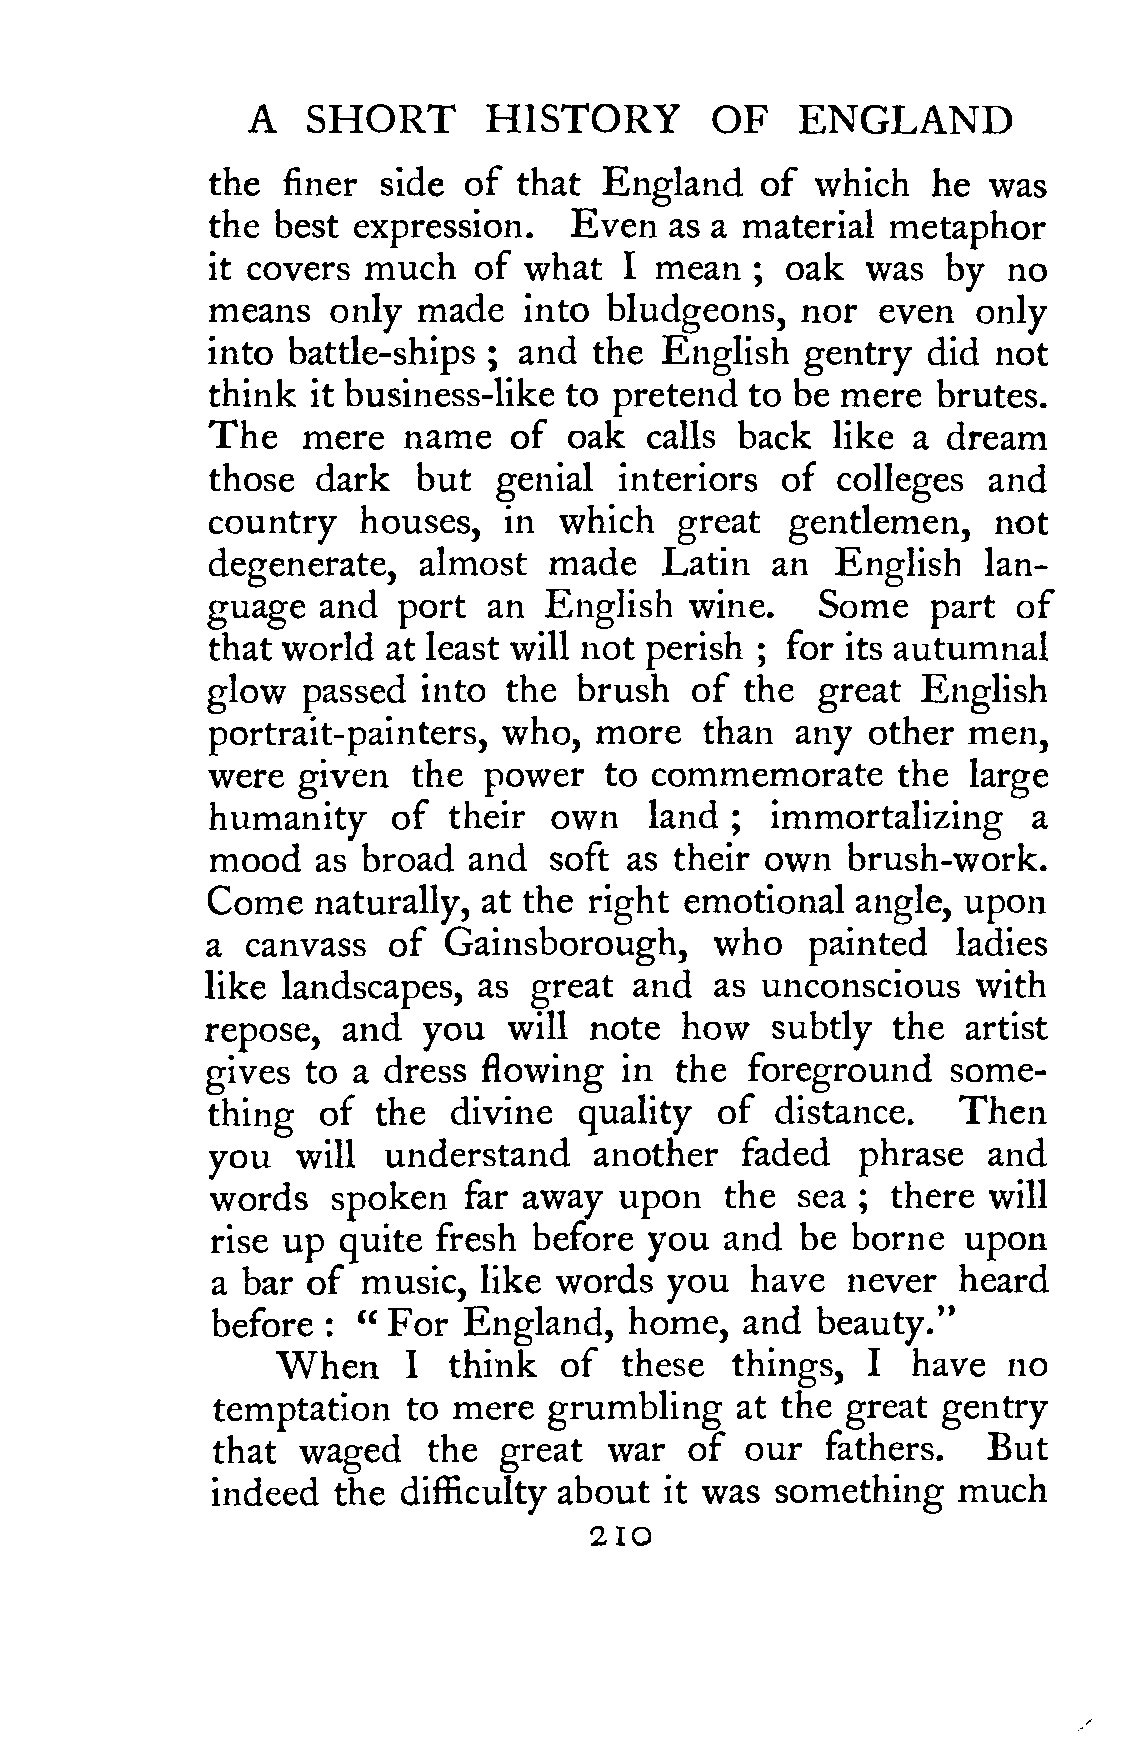 A SHORT HISTORY OF ENGLAND
the finer side of that England of which he was
the best expression. Even as a material metaphor
it covers much of what I mean ; oak was by no
means only made into bludgeons, nor even only
into battle-ships ; and the English gentry did not
think it business-like to pretend to be mere brutes.
The mere name of oak calls back like a dream
those dark but genial interiors of colleges and
country houses, in which great gentlemen, not
degenerate, almost made Latin an English lan-
guage and port an English wine. Some part of
that world at least will not perish ; for its autumnal
glow passed into the brush of the great English
portrait-painters, who, more than any other men,
were given the power to commemorate the large
humanity of their own land ; immortalizing a
mood as broad and soft as their own brush-work.
Come naturally, at the right emotional angle, upon
a canvass of Gainsborough, who painted ladies
like landscapes, as great and as unconscious with
repose, and you will note how subtly the artist
gives to a dress flowing in the foreground some-
thing of the divine quality of distance. Then
you will understand another faded phrase and
words spoken far away upon the sea ; there will
rise up quite fresh before you and be borne upon
a bar of music, like words you have never heard
before : “ For England, home, and beauty.”
When I think of these things, I have no
temptation to mere grumbling at the great gentry
that waged the great war of our fathers. But
indeed the difficulty about it was something much
210